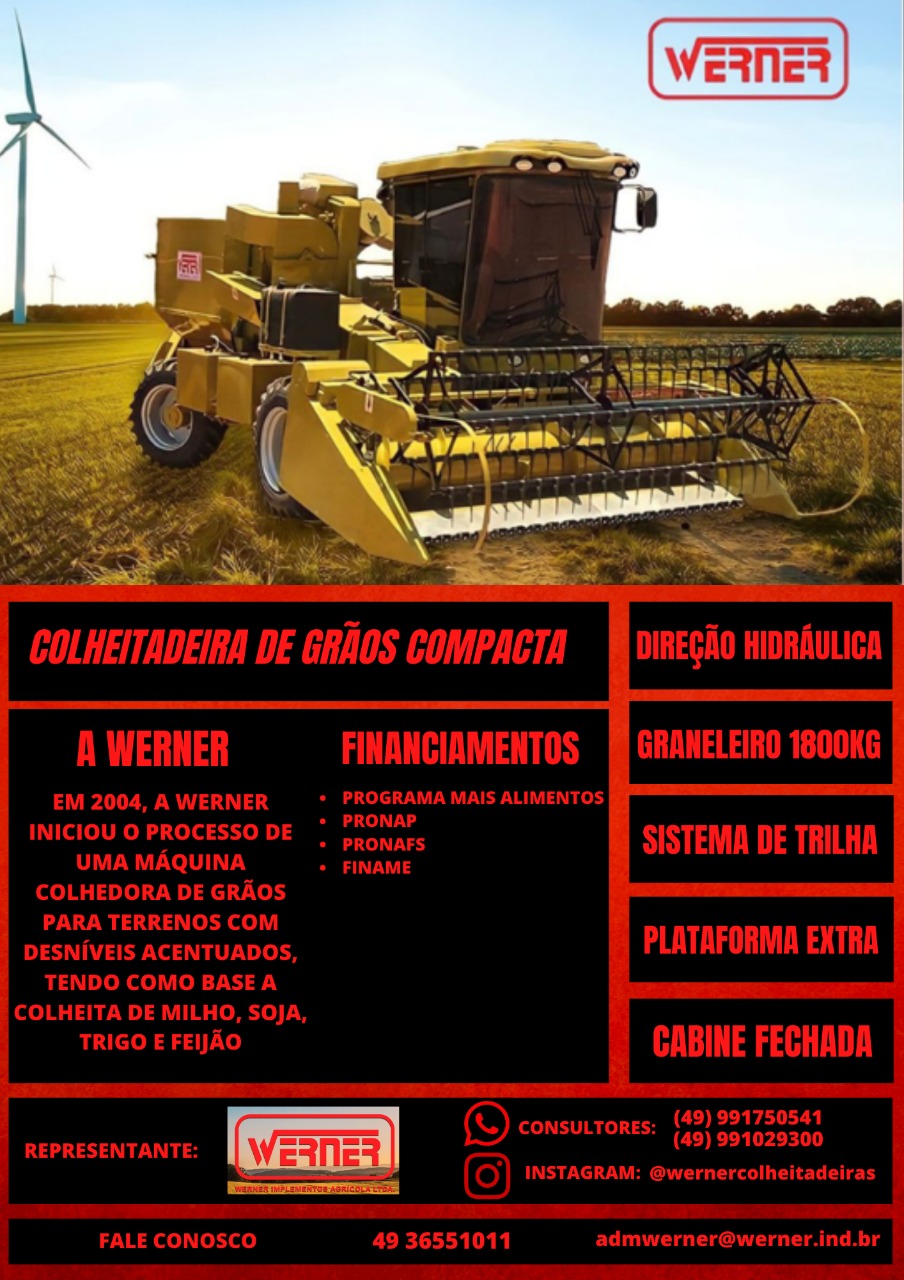 WERNER
COLHEITADEIRA DE GRÃOS COMPACTA
DIREÇÃO HIDRÁULICA
GRANELEIRO 1800KG
SISTEMA DE TRILHA
PLATAFORMA EXTRA
CABINE FECHADA
A WERNER
EM 2004, A WERNER
INICIOU O PROCESSO DE
UMA MÁQUINA
COLHEDORA DE GRÃOS
PARA TERRENOS COM
DESNÍVEIS ACENTUADOS,
TENDO COMO BASE A
COLHEITA DE MILHO, SOJA,
TRIGO E FEIJÃO
FINANCIAMENTOS
• PROGRAMA MAIS ALIMENTOS
• PRONAP
• PRONAFS
• FINAME
REPRESENTANTE:
WERNER
WERNER IMPLEMENTOS AGRÍCOLA LTDA.
CONSULTORES:
(49) 991750541
(49) 991029300
INSTAGRAM: @wernercolheitadeiras
FALE CONOSCO 49 36551011 admwerner@werner.ind.br